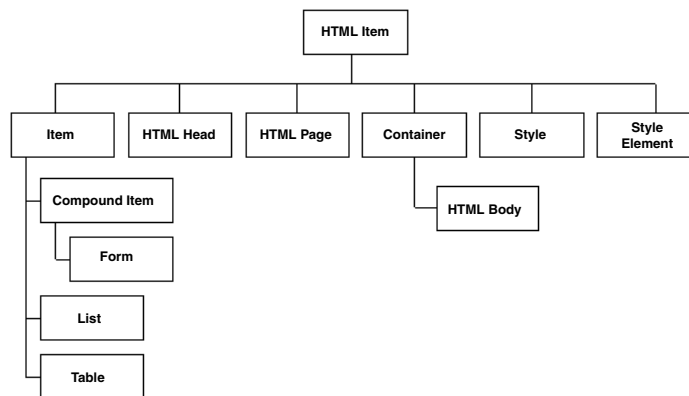 HTML Item
Item
HTML Head
HTML Page
Container
Style
Style
Element
Compound Item
HTML Body
Form
List
Table